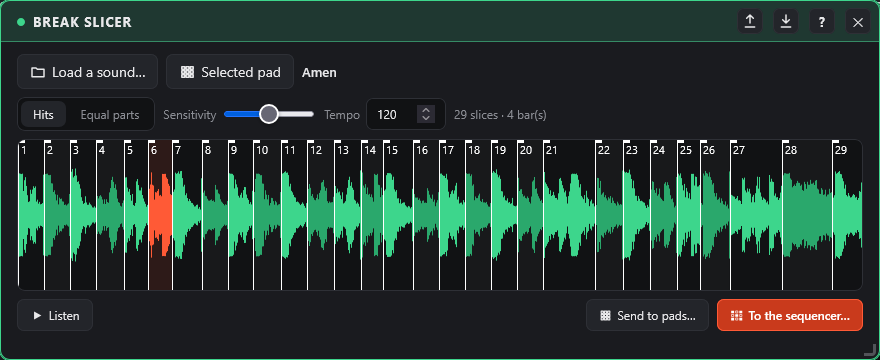 BREAK SLICER
?
Load a sound... Selected pad Amen
Hits Equal parts Sensitivity Tempo 120 29 slices · 4 bar(s)
1 2 3 4 5 6 7 8 9 10 11 12 13 14 15 16 17 18 19 20 21 22 23 24 25 26 27 28 29
Listen Send to pads... To the sequencer...